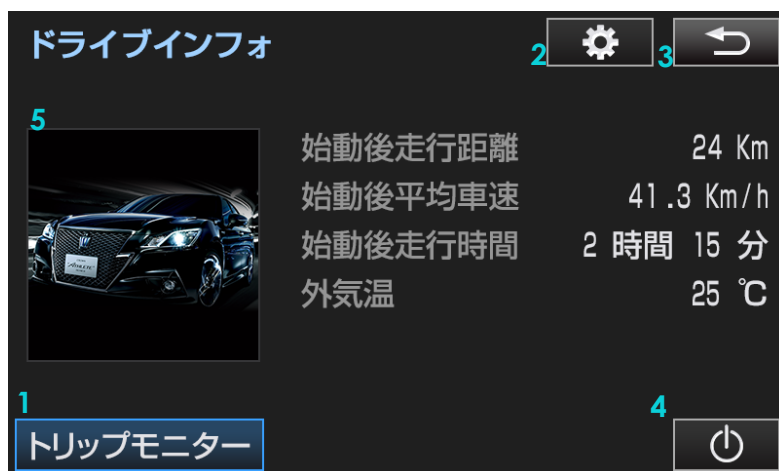 ドライブインフォ
2
3
5
始動後走行距離 24 Km
始動後平均車速 41.3 Km/h
始動後走行時間 2 時間 15 分
外気温 25 ℃
1
トリップモニター
4